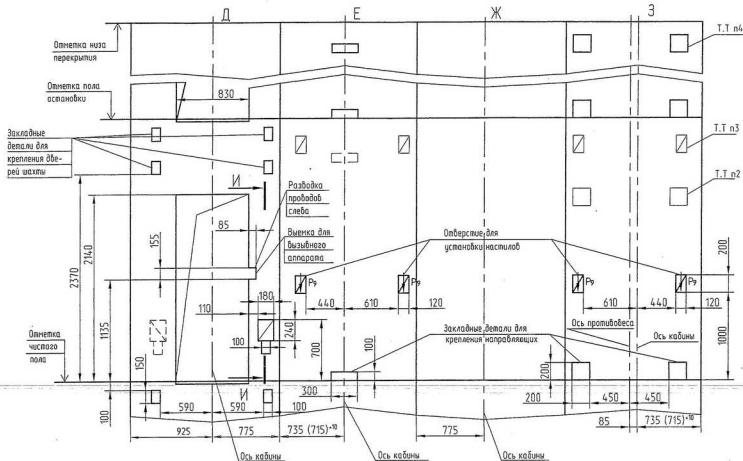 Д
Е
Ж
З
Отметка низа
перекрытия
Т.Т п4
Отметка пола
остановки
830
Закладные
детали для
крепления две-
рей шахты
Т.Т п3
И
Разводка
проводов
слева
Т.Т п2
85
Выемка для
вызывного
аппарата
Отверстие для
установки настилов
155
2370
2140
200
180
Р9
Р9
Р9
Р9
440
610
120
610
440
120
110
1135
240
Ось противовеса
Ось кабины
1000
Отметка
чистого
пола
100
700
100
Закладные детали для
крепления направляющих
200
150
300
И
100
590
590
100
200
450
450
925
775
735 (715)⁺¹⁰
775
85
735 (715)⁺¹⁰
Ось кабины
Ось кабины
Ось кабины